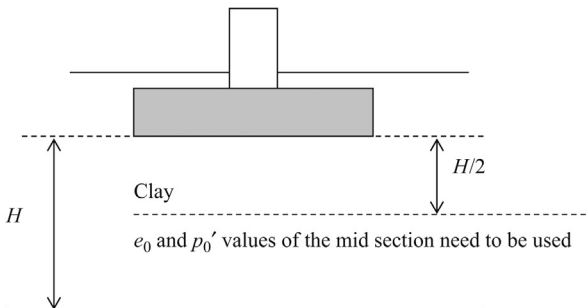 H/2
Clay
H
e₀ and p₀′ values of the mid section need to be used